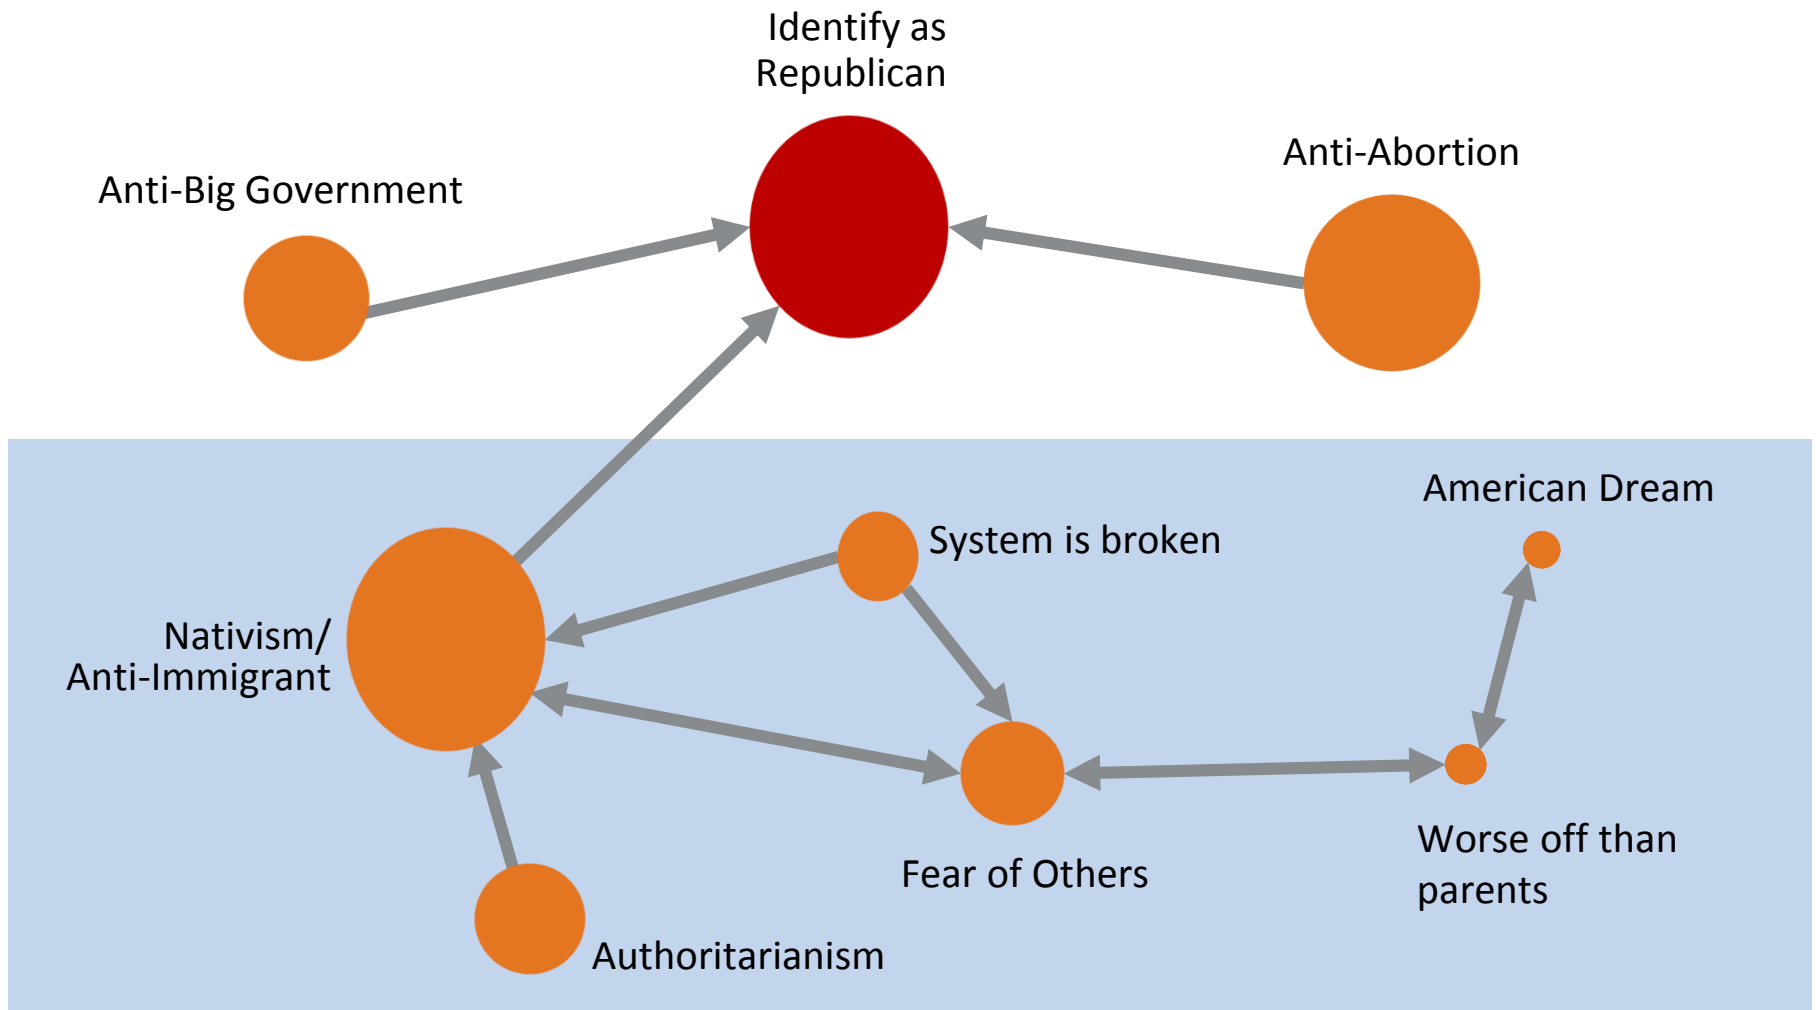 Identify as
Republican
Anti-Abortion
Anti-Big Government
American Dream
System is broken
Nativism/
Anti-Immigrant
Worse off than
parents
Fear of Others
Authoritarianism